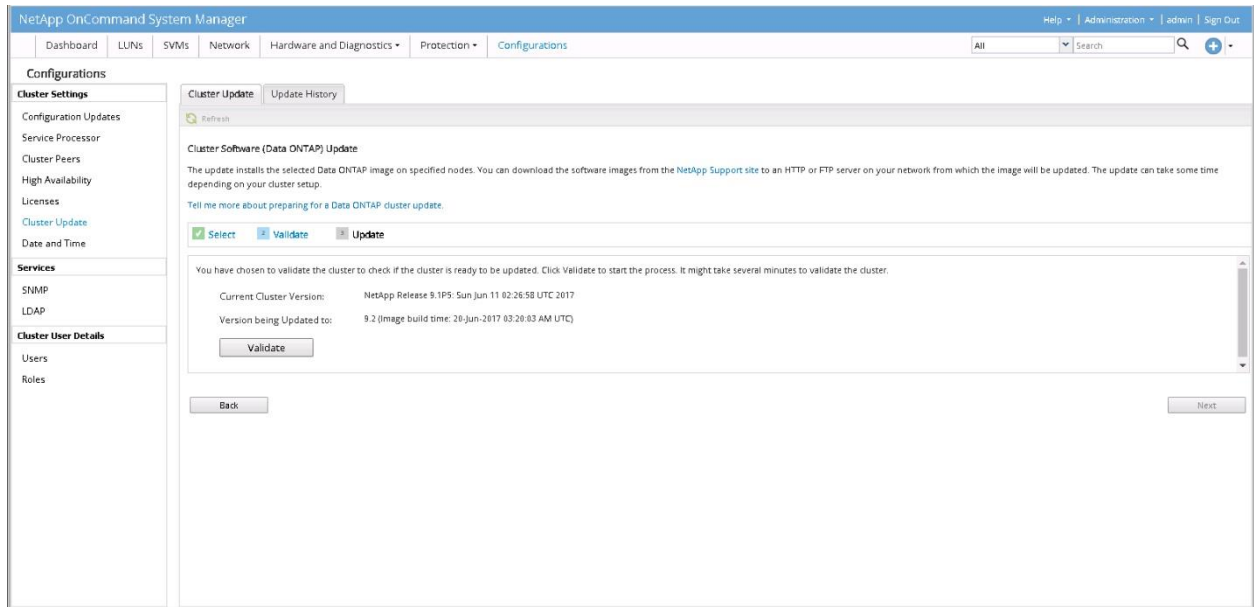 NetApp OnCommand System Manager
Help | Administration | admin | Sign Out
Dashboard LUNs SVMs Network Hardware and Diagnostics Protection Configurations All Search
Configurations
Cluster Settings
Configuration Updates
Service Processor
Cluster Peers
High Availability
Licenses
Cluster Update
Date and Time
Services
SNMP
LDAP
Cluster User Details
Users
Roles
Cluster Update Update History
Refresh
Cluster Software (Data ONTAP) Update
The update installs the selected Data ONTAP image on specified nodes. You can download the software images from the NetApp Support site to an HTTP or FTP server on your network from which the image will be updated. The update can take some time
depending on your cluster setup.
Tell me more about preparing for a Data ONTAP cluster update.
Select 2 Validate 3 Update
You have chosen to validate the cluster to check if the cluster is ready to be updated. Click Validate to start the process. It might take several minutes to validate the cluster.
Current Cluster Version: NetApp Release 9.1P5: Sun Jun 11 02:26:58 UTC 2017
Version being Updated to: 9.2 (Image build time: 20-Jun-2017 03:20:03 AM UTC)
Validate
Back Next